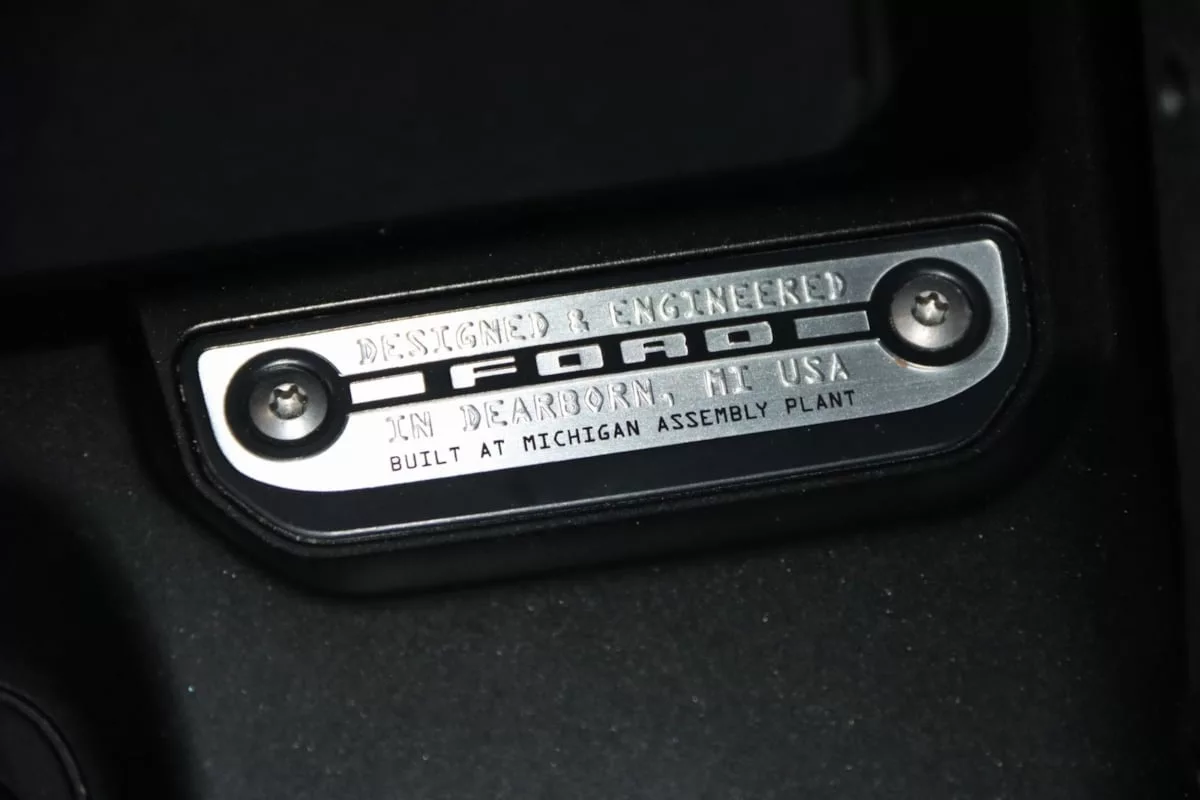 DESIGNED & ENGINEERED
FORD
IN DEARBORN, MI USA
BUILT AT MICHIGAN ASSEMBLY PLANT